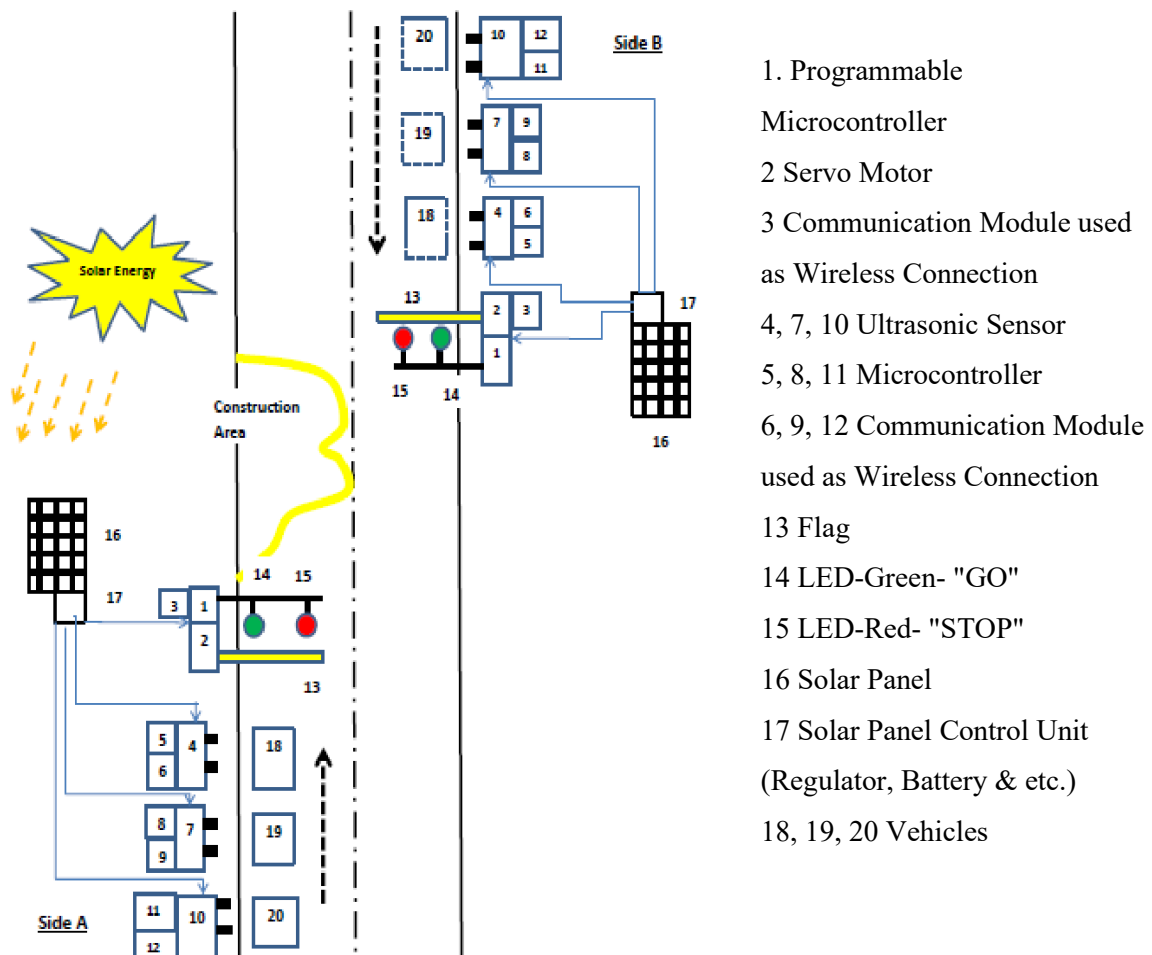 20
10
12
11
Side B
19
7
9
8
18
4
6
5
Solar Energy
13
2
3
17
1
15
14
16
Construction
Area
16
14
15
17
3
1
2
13
5
4
18
6
8
7
19
9
11
10
20
12
Side A
1. Programmable
Microcontroller
2 Servo Motor
3 Communication Module used
as Wireless Connection
4, 7, 10 Ultrasonic Sensor
5, 8, 11 Microcontroller
6, 9, 12 Communication Module
used as Wireless Connection
13 Flag
14 LED-Green- "GO"
15 LED-Red- "STOP"
16 Solar Panel
17 Solar Panel Control Unit
(Regulator, Battery & etc.)
18, 19, 20 Vehicles